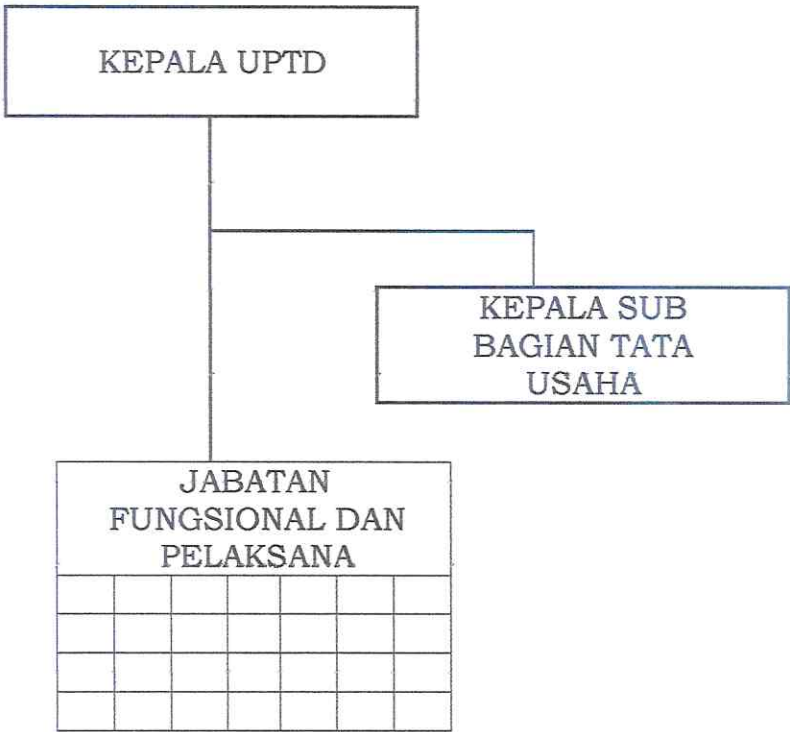 KEPALA UPTD
KEPALA SUB
BAGIAN TATA
USAHA
JABATAN
FUNGSIONAL DAN
PELAKSANA